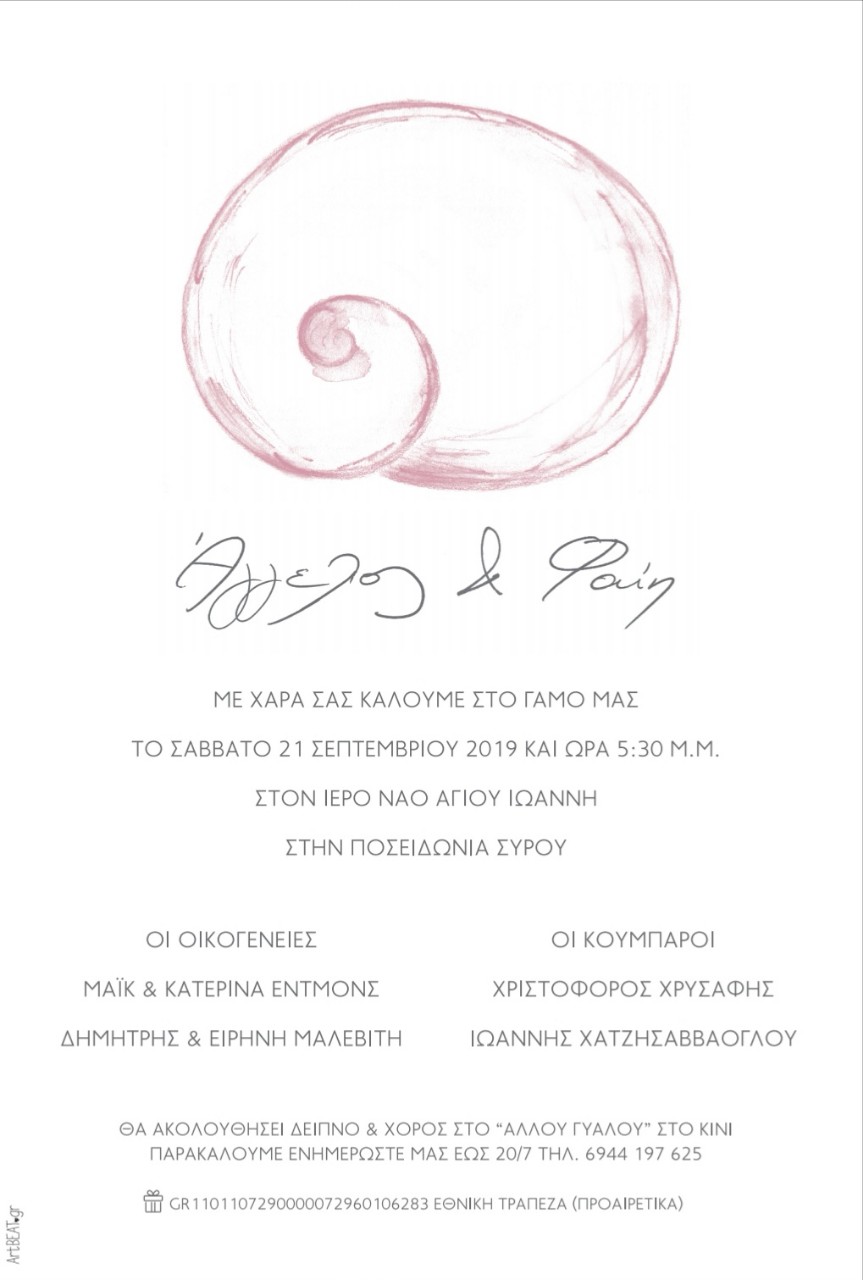 Άγγελος & Φαίη
ΜΕ ΧΑΡΑ ΣΑΣ ΚΑΛΟΥΜΕ ΣΤΟ ΓΑΜΟ ΜΑΣ
ΤΟ ΣΑΒΒΑΤΟ 21 ΣΕΠΤΕΜΒΡΙΟΥ 2019 ΚΑΙ ΩΡΑ 5:30 Μ.Μ.
ΣΤΟΝ ΙΕΡΟ ΝΑΟ ΑΓΙΟΥ ΙΩΑΝΝΗ
ΣΤΗΝ ΠΟΣΕΙΔΩΝΙΑ ΣΥΡΟΥ
ΟΙ ΟΙΚΟΓΕΝΕΙΕΣ
ΜΑΪΚ & ΚΑΤΕΡΙΝΑ ΕΝΤΜΟΝΣ
ΔΗΜΗΤΡΗΣ & ΕΙΡΗΝΗ ΜΑΛΕΒΙΤΗ
ΟΙ ΚΟΥΜΠΑΡΟΙ
ΧΡΙΣΤΟΦΟΡΟΣ ΧΡΥΣΑΦΗΣ
ΙΩΑΝΝΗΣ ΧΑΤΖΗΣΑΒΒΑΟΓΛΟΥ
ΘΑ ΑΚΟΛΟΥΘΗΣΕΙ ΔΕΙΠΝΟ & ΧΟΡΟΣ ΣΤΟ “ΑΛΛΟΥ ΓΥΑΛΟΥ” ΣΤΟ ΚΙΝΙ
ΠΑΡΑΚΑΛΟΥΜΕ ΕΝΗΜΕΡΩΣΤΕ ΜΑΣ ΕΩΣ 20/7 ΤΗΛ. 6944 197 625
GR1101107290000072960106283 ΕΘΝΙΚΗ ΤΡΑΠΕΖΑ (ΠΡΟΑΙΡΕΤΙΚΑ)
ArtBEAT.gr